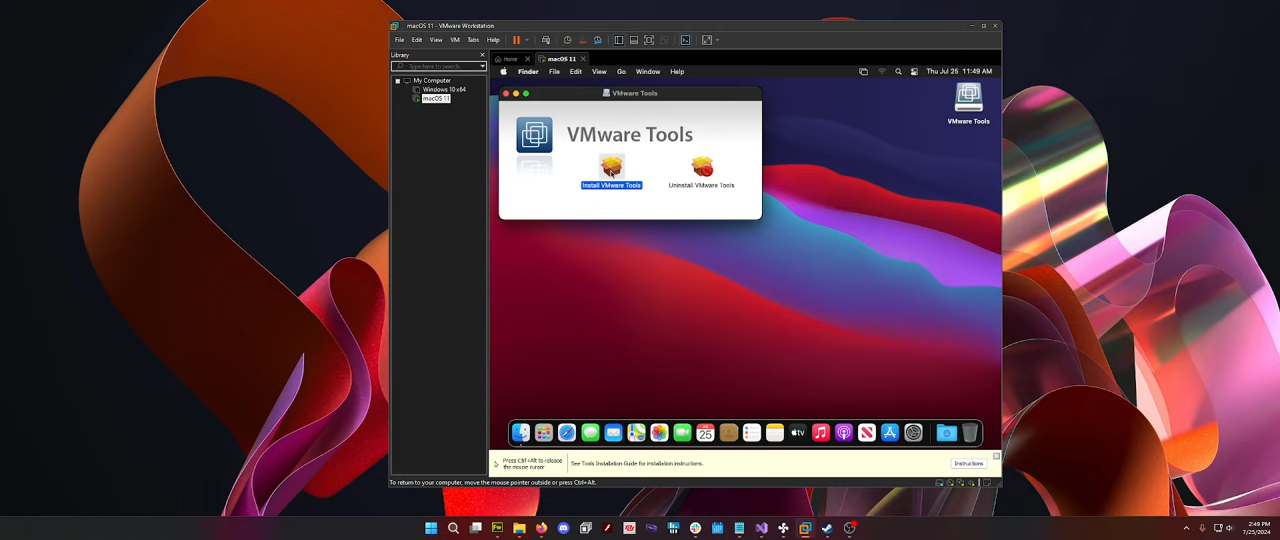 macOS 11 - VMware Workstation
File Edit View VM Tabs Help
Library
Type here to search
My Computer
Windows 10 x64
macOS 11
Home
macOS 11
Finder File Edit View Go Window Help
Thu Jul 25 11:49 AM
VMware Tools
VMware Tools
Install VMware Tools
Uninstall VMware Tools
VMware Tools
JUL
25
tv
Press Ctrl+Alt to release
the mouse cursor
See Tools Installation Guide for installation instructions.
Instructions
To return to your computer, move the mouse pointer outside or press Ctrl+Alt.
Fw
2:49 PM
7/25/2024